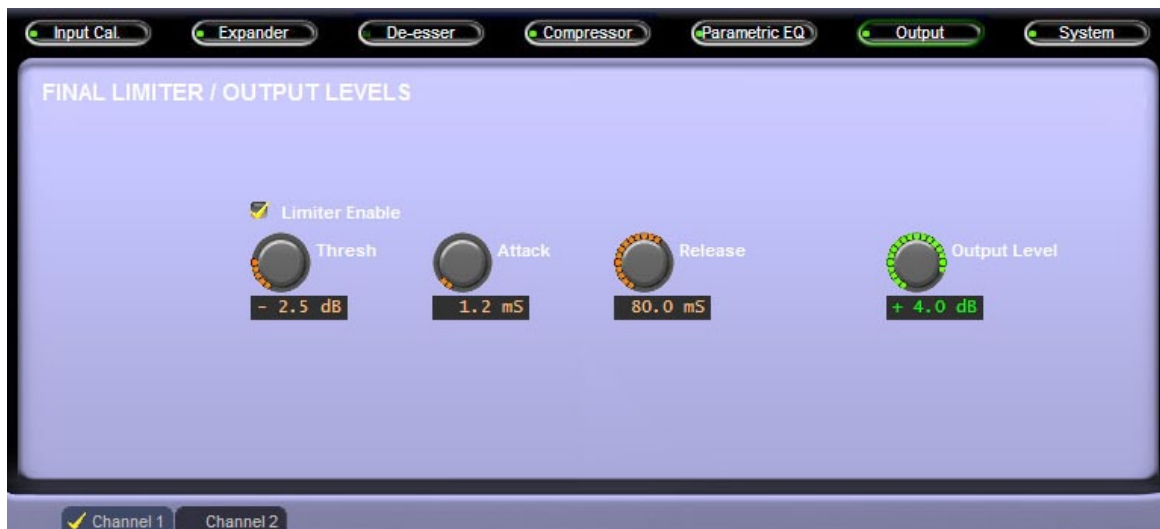 Input Cal. Expander De-esser Compressor Parametric EQ Output System
FINAL LIMITER / OUTPUT LEVELS
Limiter Enable
Thresh Attack Release Output Level
- 2.5 dB 1.2 mS 80.0 mS + 4.0 dB
Channel 1 Channel 2